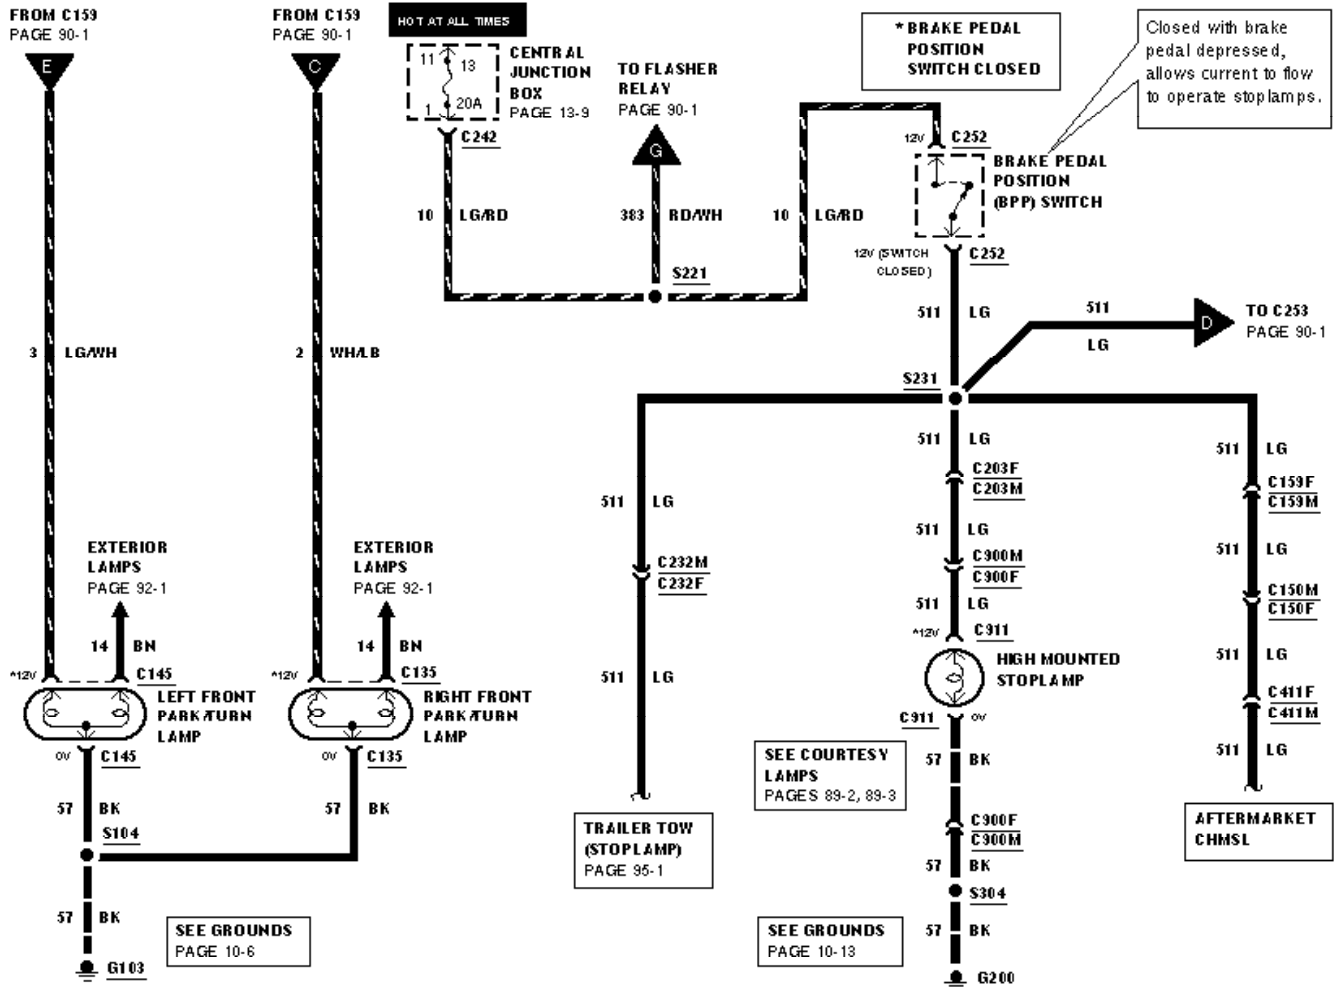 FROM C159
PAGE 90-1
E
FROM C159
PAGE 90-1
C
HOT AT ALL TIMES
11
13
1
20A
CENTRAL
JUNCTION
BOX
PAGE 13-9
C242
TO FLASHER
RELAY
PAGE 90-1
G
* BRAKE PEDAL
POSITION
SWITCH CLOSED
Closed with brake
pedal depressed,
allows current to flow
to operate stoplamps.
12V
C252
BRAKE PEDAL
POSITION
(BPP) SWITCH
10
LG/RD
383
RD/WH
10
LG/RD
12V (SWITCH
CLOSED)
C252
S221
511
LG
511
LG
D
TO C253
PAGE 90-1
3
LG/WH
2
WH/LB
S231
511
LG
511
LG
C203F
C203M
C159F
C159M
511
LG
511
LG
511
LG
EXTERIOR
LAMPS
PAGE 92-1
EXTERIOR
LAMPS
PAGE 92-1
C232M
C232F
C900M
C900F
C150M
C150F
511
LG
14
BN
14
BN
*12V
C911
*12V
C145
*12V
C135
HIGH MOUNTED
STOPLAMP
511
LG
511
LG
LEFT FRONT
PARK/TURN
LAMP
RIGHT FRONT
PARK/TURN
LAMP
C411F
C411M
C911
0V
0V
C145
0V
C135
SEE COURTESY
LAMPS
PAGES 89-2, 89-3
57
BK
511
LG
57
BK
57
BK
S104
TRAILER TOW
(STOPLAMP)
PAGE 95-1
C900F
C900M
AFTERMARKET
CHMSL
57
BK
S304
57
BK
SEE GROUNDS
PAGE 10-6
SEE GROUNDS
PAGE 10-13
57
BK
G103
G200